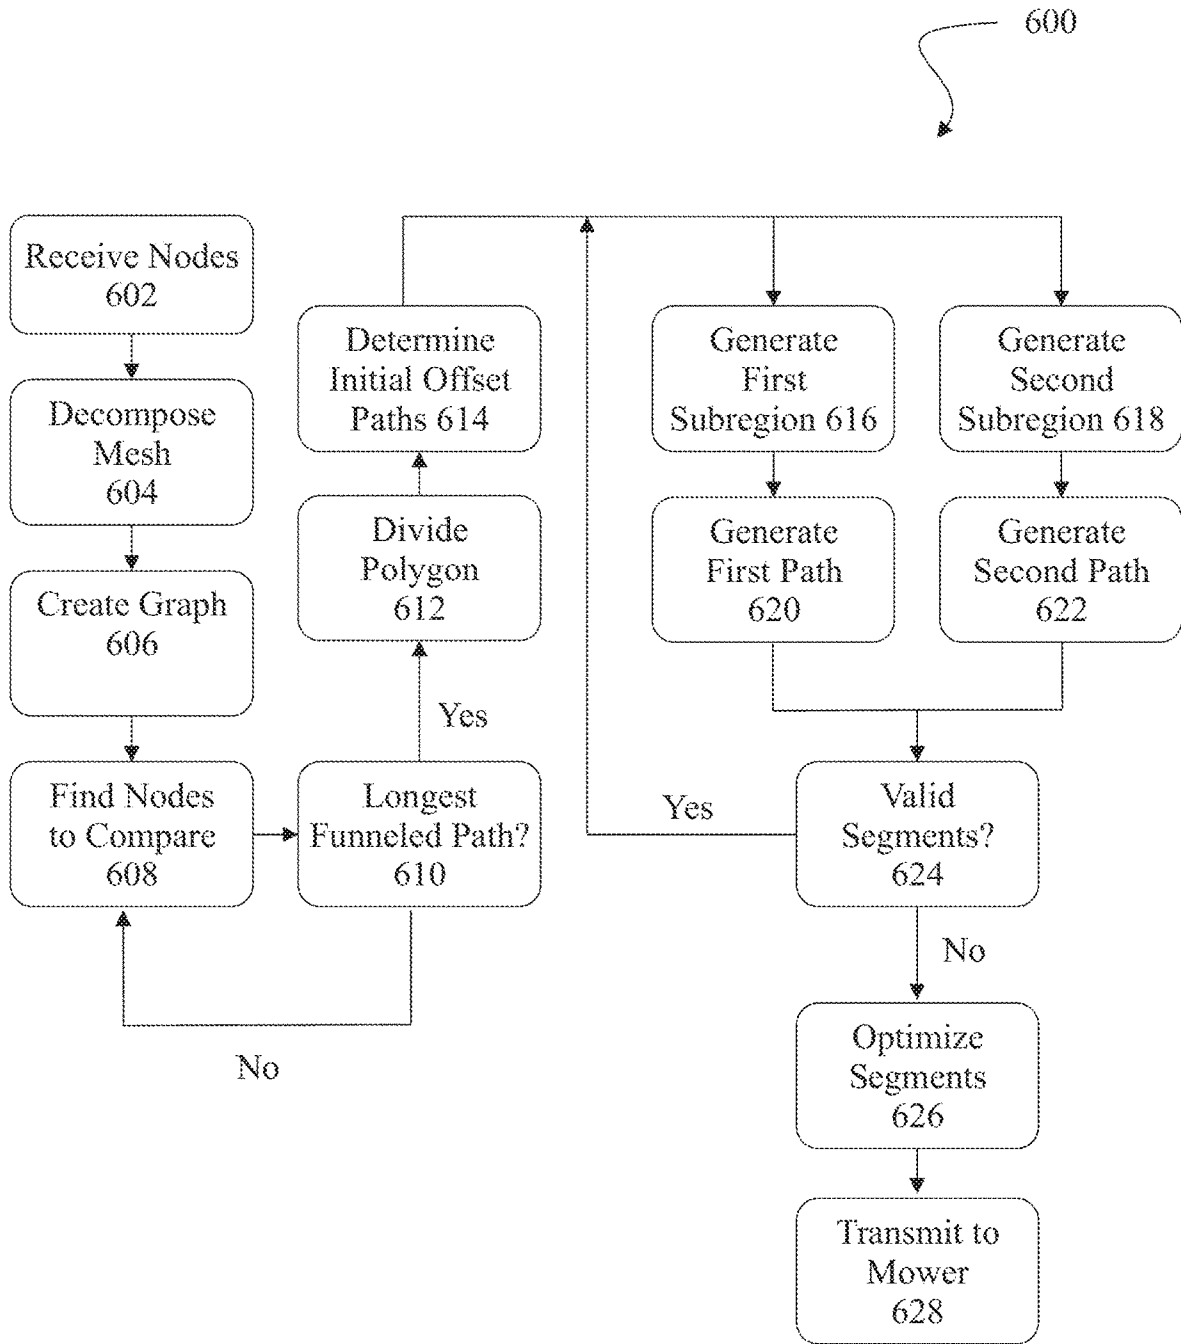 600
Receive Nodes
602
Decompose
Mesh
604
Create Graph
606
Find Nodes
to Compare
608
Longest
Funneled Path?
610
No
Yes
Divide
Polygon
612
Determine
Initial Offset
Paths 614
Generate
First
Subregion 616
Generate
Second
Subregion 618
Generate
First Path
620
Generate
Second Path
622
Valid
Segments?
624
Yes
No
Optimize
Segments
626
Transmit to
Mower
628